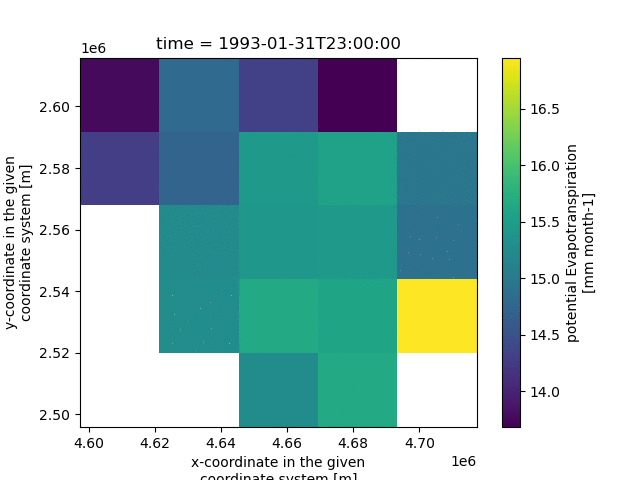 time = 1993-01-31T23:00:00
1e6
2.60
2.58
2.56
2.54
2.52
2.50
y-coordinate in the given
coordinate system [m]
4.60 4.62 4.64 4.66 4.68 4.70
1e6
x-coordinate in the given
coordinate system [m]
16.5
16.0
15.5
15.0
14.5
14.0
potential Evapotranspiration
[mm month-1]